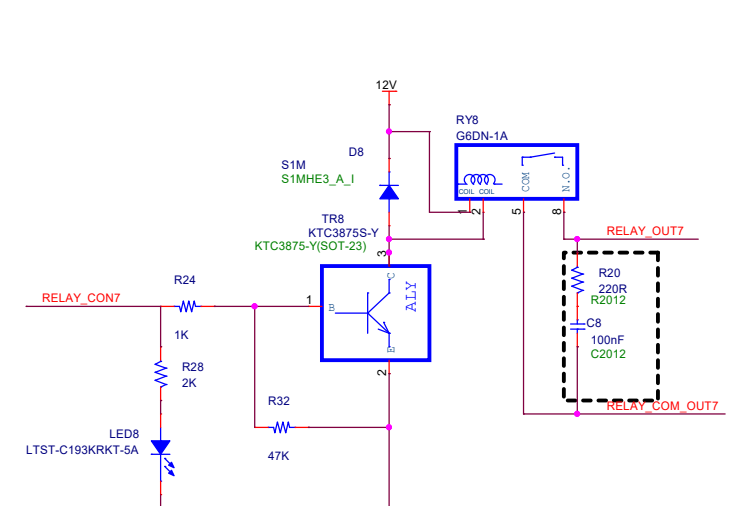 12V
RY8
G6DN-1A
D8
S1M
S1MHE3_A_I
COIL COIL
COM
N.O.
1
2
5
8
TR8
KTC3875S-Y
KTC3875-Y(SOT-23)
3
RELAY_OUT7
C
ALY
R24
R20
220R
R2012
RELAY_CON7
1
B
1K
C8
100nF
C2012
E
R28
2K
2
R32
RELAY_COM_OUT7
LED8
LTST-C193KRKT-5A
47K